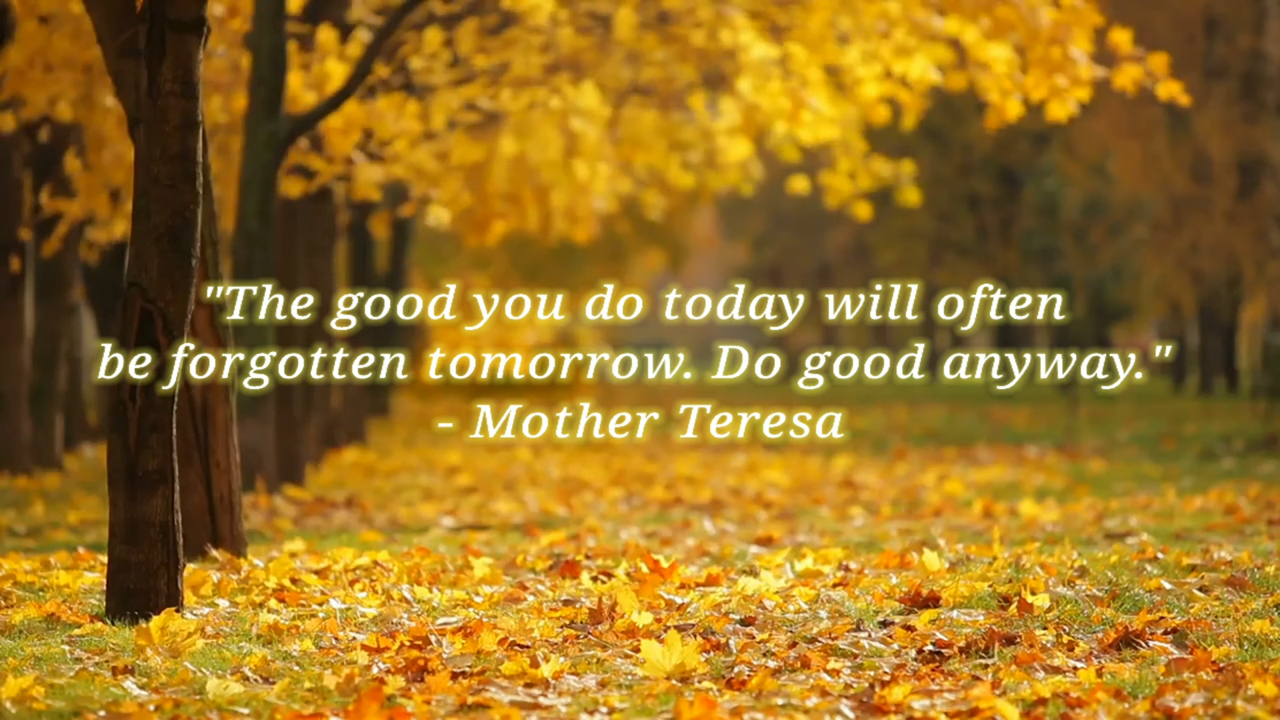 "The good you do today will often
be forgotten tomorrow. Do good anyway."
- Mother Teresa